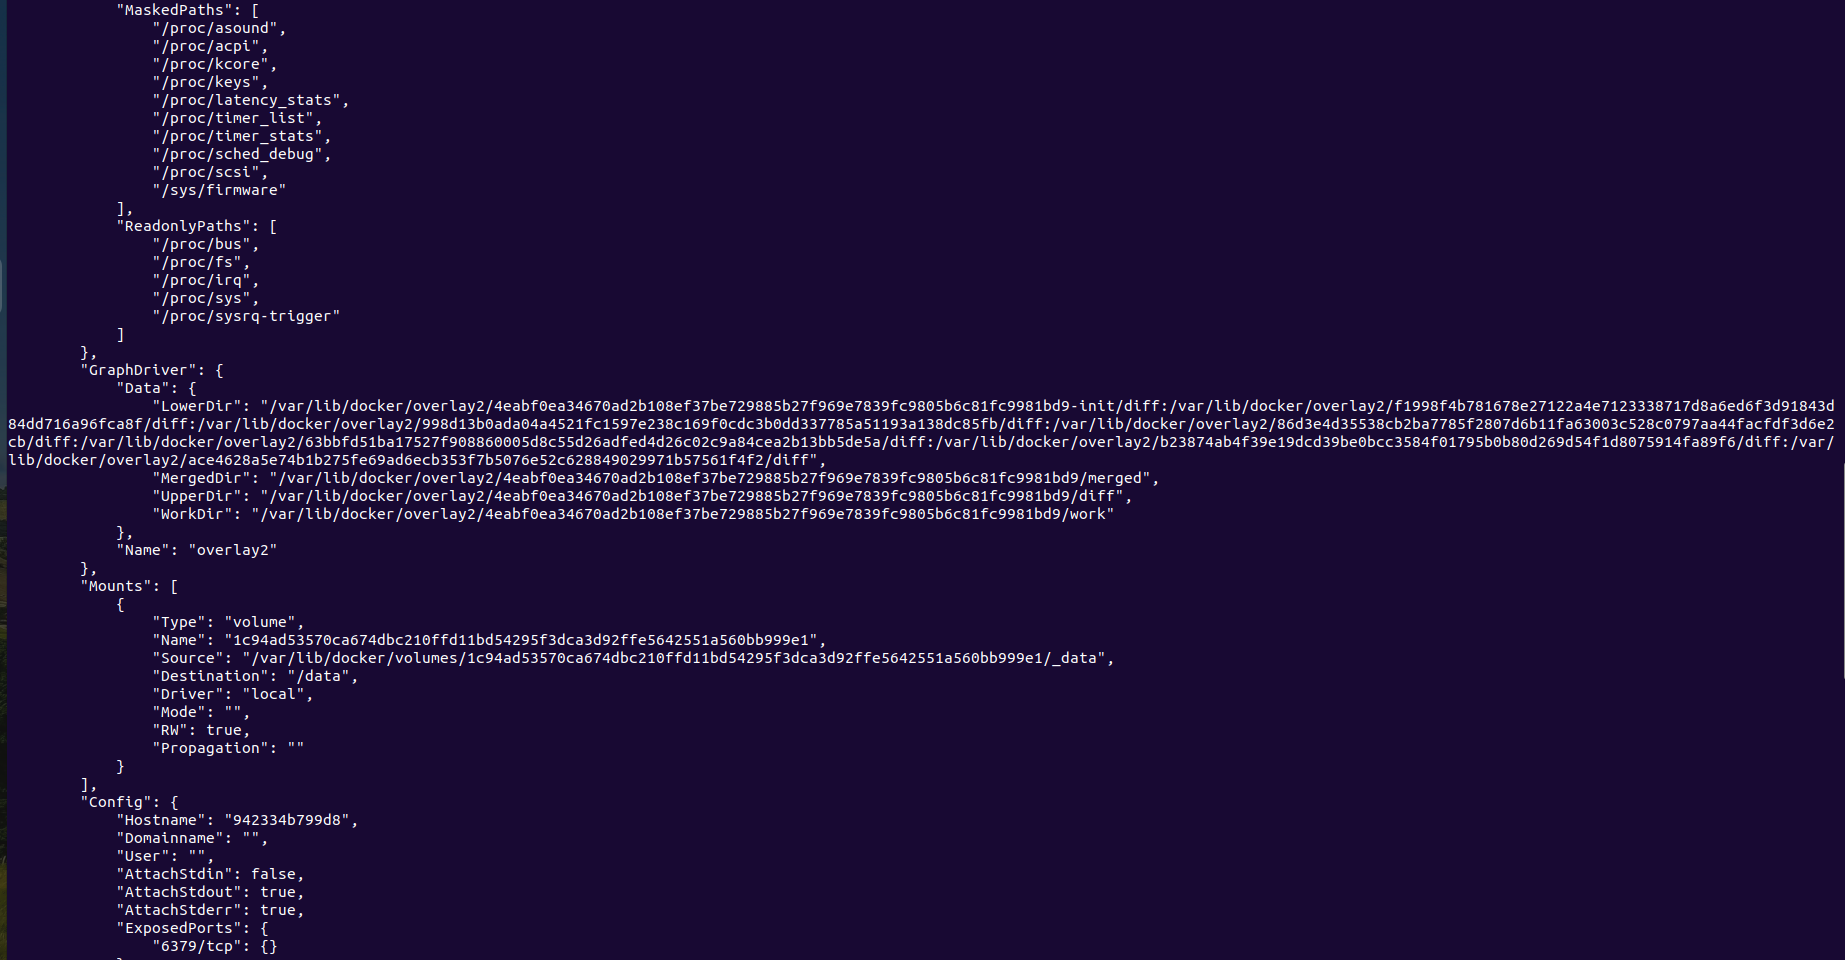 "MaskedPaths": [
"/proc/asound",
"/proc/acpi",
"/proc/kcore",
"/proc/keys",
"/proc/latency_stats",
"/proc/timer_list",
"/proc/timer_stats",
"/proc/sched_debug",
"/proc/scsi",
"/sys/firmware"
],
"ReadonlyPaths": [
"/proc/bus",
"/proc/fs",
"/proc/irq",
"/proc/sys",
"/proc/sysrq-trigger"
]
},
"GraphDriver": {
"Data": {
"LowerDir": "/var/lib/docker/overlay2/4eabf0ea34670ad2b108ef37be729885b27f969e7839fc9805b6c81fc9981bd9-init/diff:/var/lib/docker/overlay2/f1998f4b781678e27122a4e7123338717d8a6ed6f3d91843d
84dd716a96fca8f/diff:/var/lib/docker/overlay2/998d13b0ada04a4521fc1597e238c169f0cdc3b0dd337785a51193a138dc85fb/diff:/var/lib/docker/overlay2/86d3e4d35538cb2ba7785f2807d6b11fa63003c528c0797aa44facfdf3d6e2
cb/diff:/var/lib/docker/overlay2/63bbfd51ba17527f908860005d8c55d26adfed4d26c02c9a84cea2b13bb5de5a/diff:/var/lib/docker/overlay2/b23874ab4f39e19dcd39be0bcc3584f01795b0b80d269d54f1d8075914fa89f6/diff:/var/
lib/docker/overlay2/ace4628a5e74b1b275fe69ad6ecb353f7b5076e52c628849029971b57561f4f2/diff",
"MergedDir": "/var/lib/docker/overlay2/4eabf0ea34670ad2b108ef37be729885b27f969e7839fc9805b6c81fc9981bd9/merged",
"UpperDir": "/var/lib/docker/overlay2/4eabf0ea34670ad2b108ef37be729885b27f969e7839fc9805b6c81fc9981bd9/diff",
"WorkDir": "/var/lib/docker/overlay2/4eabf0ea34670ad2b108ef37be729885b27f969e7839fc9805b6c81fc9981bd9/work"
},
"Name": "overlay2"
},
"Mounts": [
{
"Type": "volume",
"Name": "1c94ad53570ca674dbc210ffd11bd54295f3dca3d92ffe5642551a560bb999e1",
"Source": "/var/lib/docker/volumes/1c94ad53570ca674dbc210ffd11bd54295f3dca3d92ffe5642551a560bb999e1/_data",
"Destination": "/data",
"Driver": "local",
"Mode": "",
"RW": true,
"Propagation": ""
}
],
"Config": {
"Hostname": "942334b799d8",
"Domainname": "",
"User": "",
"AttachStdin": false,
"AttachStdout": true,
"AttachStderr": true,
"ExposedPorts": {
"6379/tcp": {}